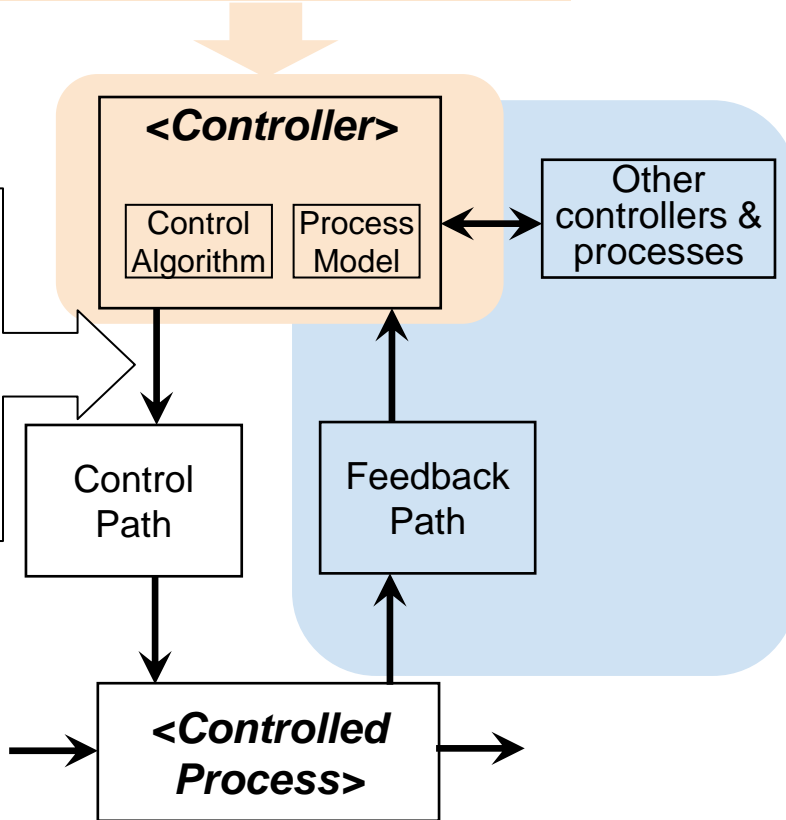 <Controller>
Control
Algorithm
Process
Model
Other
controllers &
processes
Control
Path
Feedback
Path
<Controlled
Process>